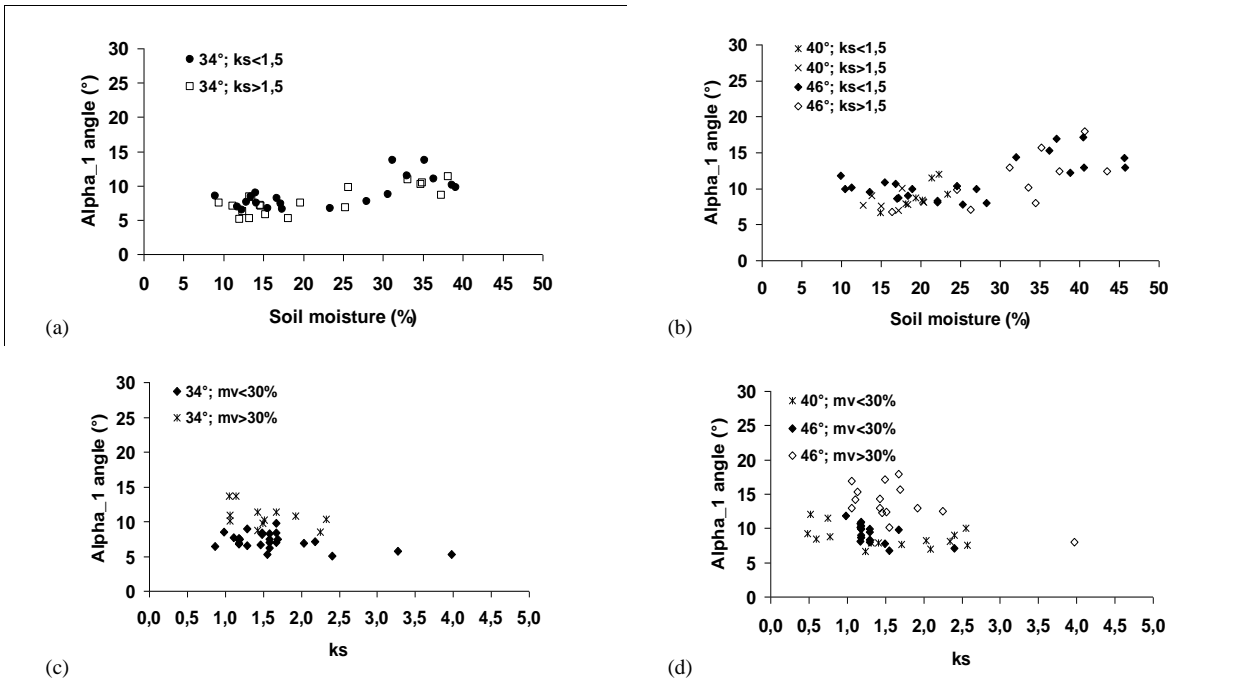 30
25
20
15
10
5
0
Alpha_1 angle (°)
34°; ks<1,5
34°; ks>1,5
0 5 10 15 20 25 30 35 40 45 50
Soil moisture (%)
(a)
30
25
20
15
10
5
0
Alpha_1 angle (°)
40°; ks<1,5
40°; ks>1,5
46°; ks<1,5
46°; ks>1,5
0 5 10 15 20 25 30 35 40 45 50
Soil moisture (%)
(b)
30
25
20
15
10
5
0
Alpha_1 angle (°)
34°; mv<30%
34°; mv>30%
0,0 0,5 1,0 1,5 2,0 2,5 3,0 3,5 4,0 4,5 5,0
ks
(c)
30
25
20
15
10
5
0
Alpha_1 angle (°)
40°; mv<30%
46°; mv<30%
46°; mv>30%
0,0 0,5 1,0 1,5 2,0 2,5 3,0 3,5 4,0 4,5 5,0
ks
(d)